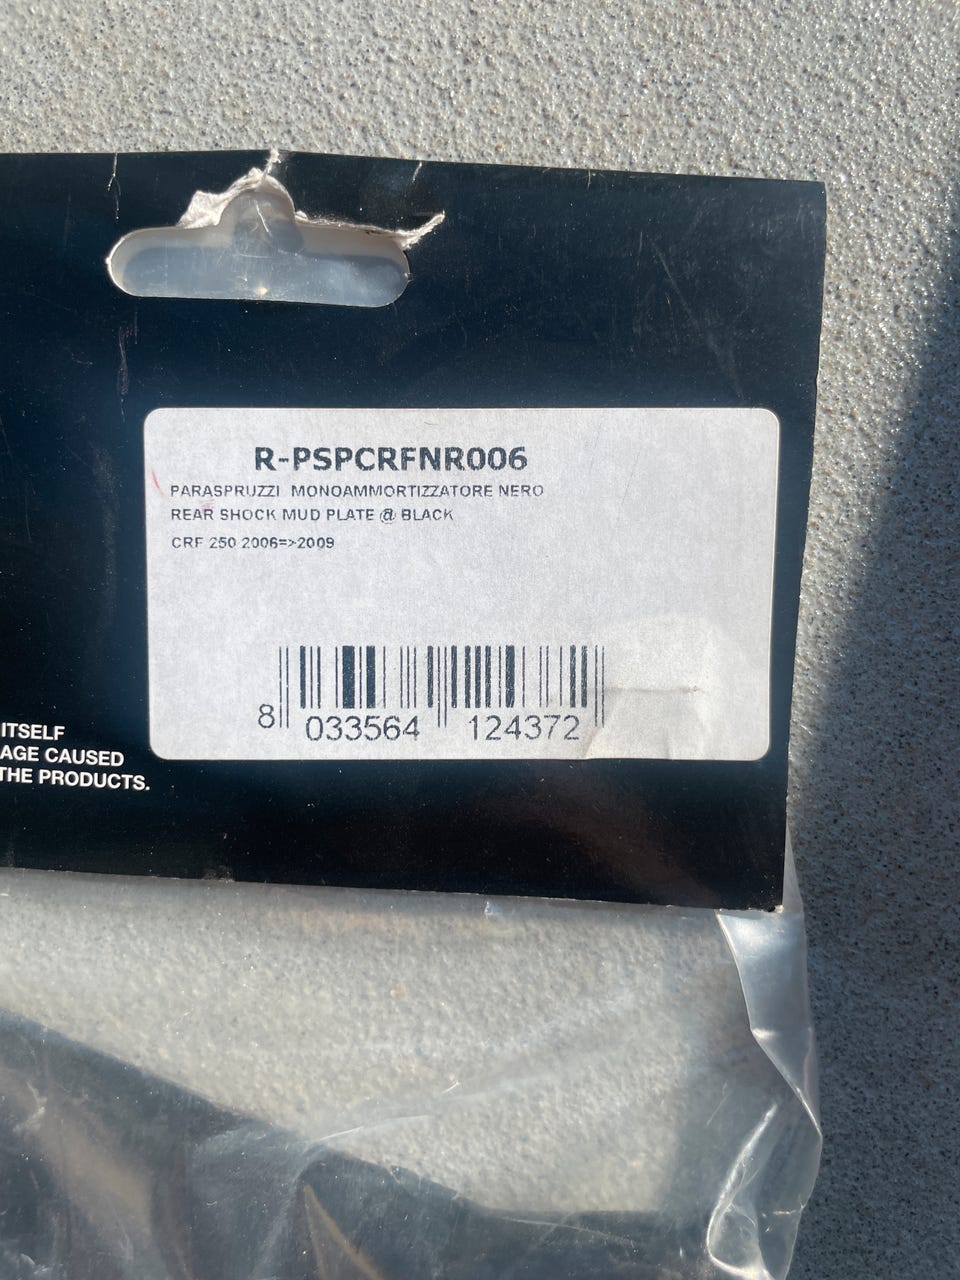 R-PSPCRFNR006
PARASPRUZZI MONOAMMORTIZZATORE NERO
REAR SHOCK MUD PLATE @ BLACK
CRF 250 2006=>2009
8 033564 124372
ITSELF
AGE CAUSED
THE PRODUCTS.